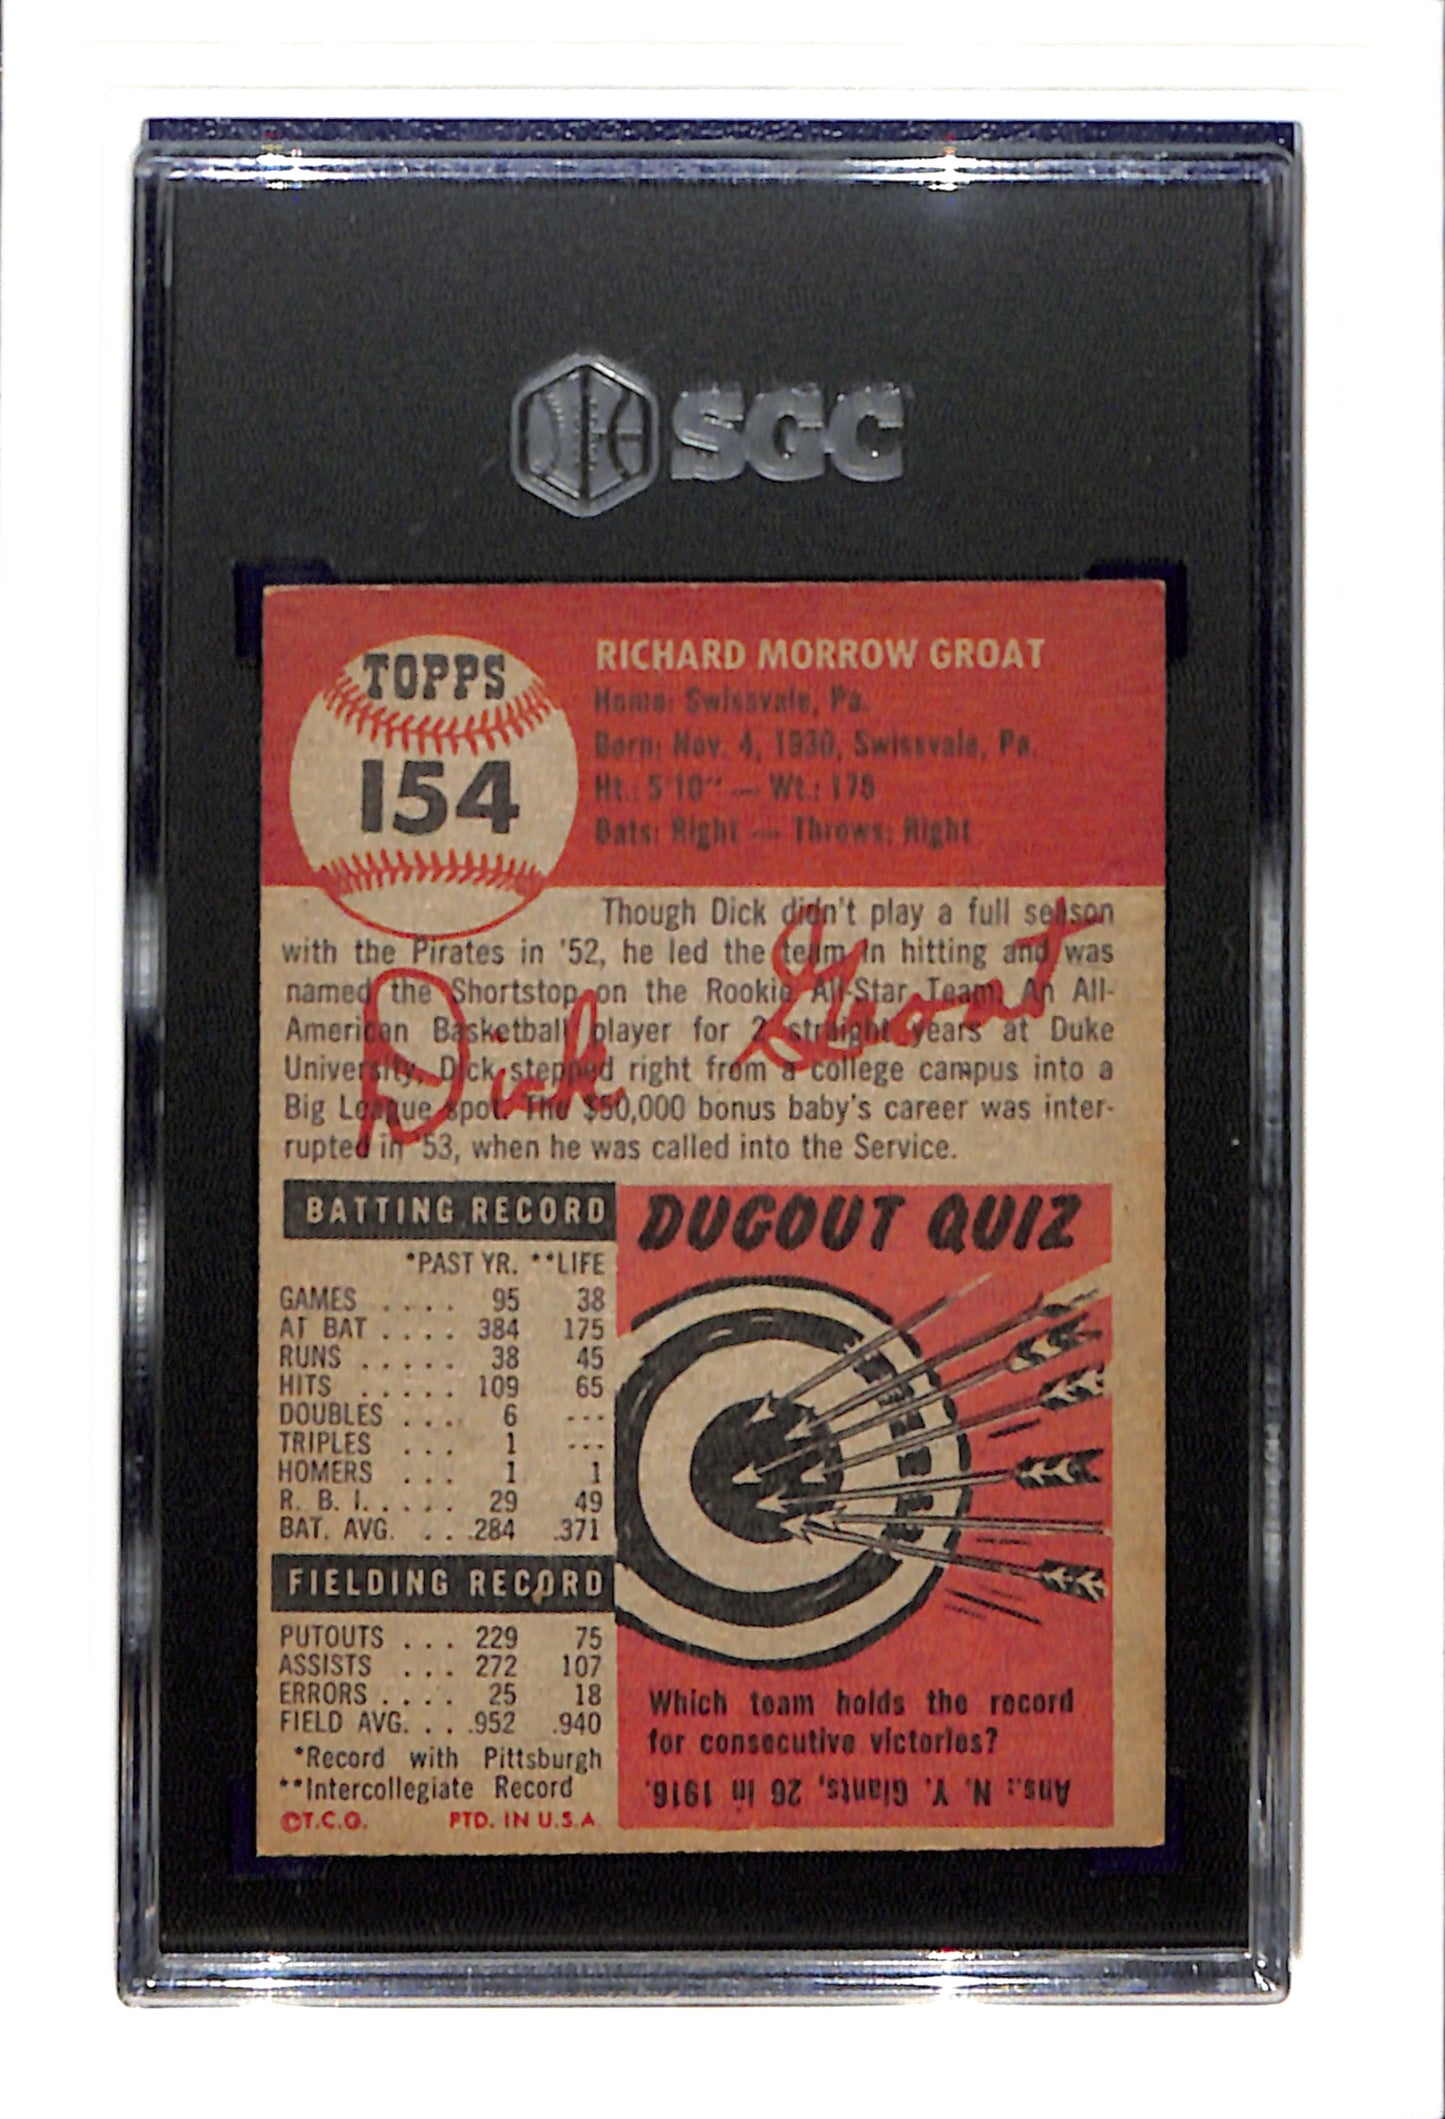 SGC
TOPPS
154
RICHARD MORROW GROAT
Home: Swissvale, Pa.
Born: Nov. 4, 1930, Swissvale, Pa.
Ht.: 5'10" — Wt.: 175
Bats: Right — Throws: Right
Though Dick didn't play a full season
with the Pirates in '52, he led the team in hitting and was
named the Shortstop on the Rookie All-Star Team. An All-
American Basketball player for 2 straight years at Duke
University, Dick stepped right from a college campus into a
Big League spot. The $50,000 bonus baby's career was inter-
rupted in '53, when he was called into the Service.
Dick Groat
BATTING RECORD
*PAST YR. **LIFE
GAMES .... 95 38
AT BAT .... 384 175
RUNS ..... 38 45
HITS ..... 109 65
DOUBLES .... 6 ---
TRIPLES ... 1 ---
HOMERS ... 1 1
R. B. I..... 29 49
BAT. AVG. ...284 .371
FIELDING RECORD
PUTOUTS ... 229 75
ASSISTS ... 272 107
ERRORS .... 25 18
FIELD AVG. ...952 .940
*Record with Pittsburgh
**Intercollegiate Record
©T.C.G. PTD. IN U.S.A.
DUGOUT QUIZ
Which team holds the record
for consecutive victories?
Ans.: N. Y. Giants, 26 in 1916.